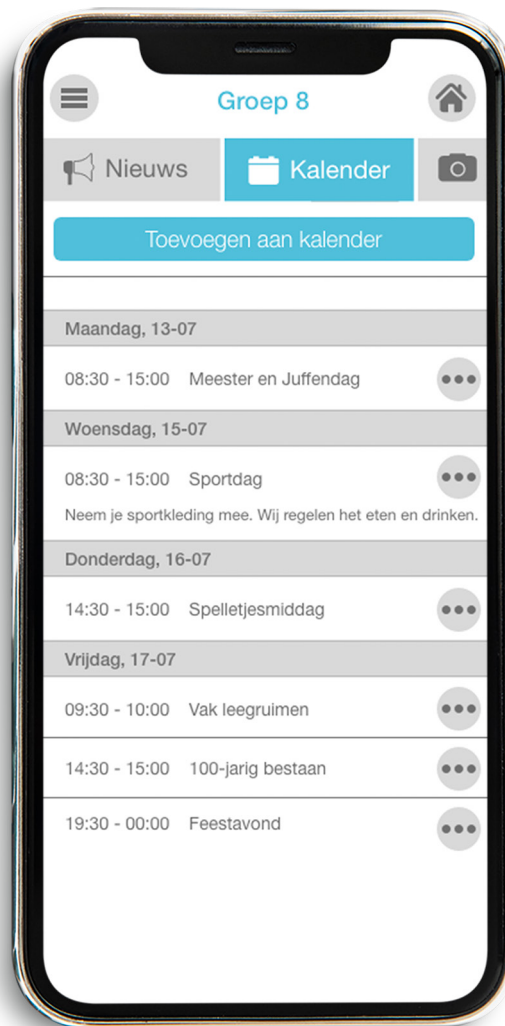 Groep 8
Nieuws
Kalender
Toevoegen aan kalender
Maandag, 13-07
08:30 - 15:00 Meester en Juffendag
Woensdag, 15-07
08:30 - 15:00 Sportdag
Neem je sportkleding mee. Wij regelen het eten en drinken.
Donderdag, 16-07
14:30 - 15:00 Spelletjesmiddag
Vrijdag, 17-07
09:30 - 10:00 Vak leegruimen
14:30 - 15:00 100-jarig bestaan
19:30 - 00:00 Feestavond